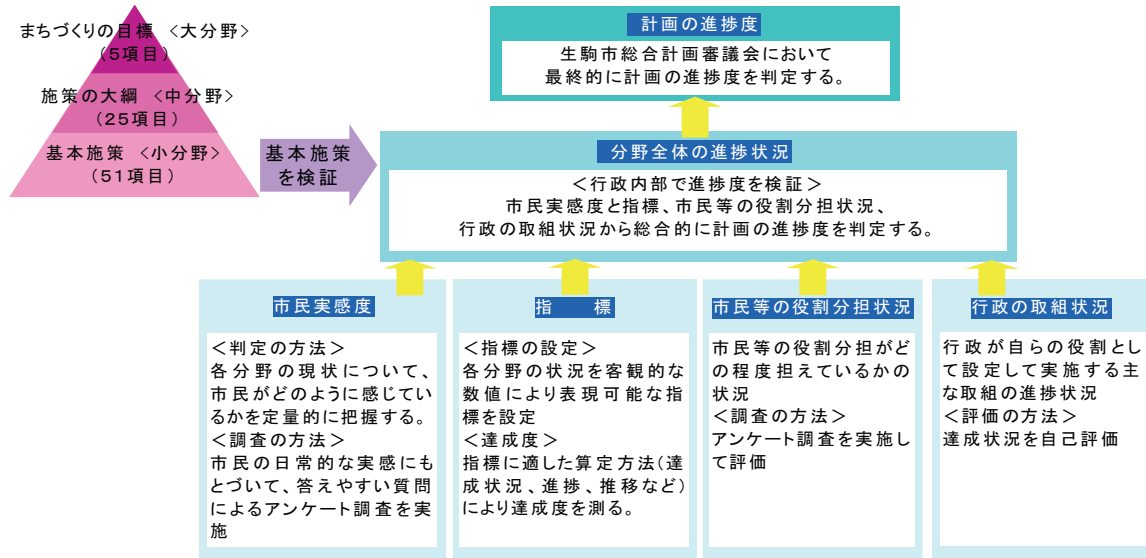 まちづくりの目標 <大分野>
(5項目)
施策の大綱 <中分野>
(25項目)
基本施策 <小分野>
(51項目)
基本施策
を検証
計画の進捗度
生駒市総合計画審議会において
最終的に計画の進捗度を判定する。
分野全体の進捗状況
<行政内部で進捗度を検証>
市民実感度と指標、市民等の役割分担状況、
行政の取組状況から総合的に計画の進捗度を判定する。
市民実感度
<判定の方法>
各分野の現状について、
市民がどのように感じてい
るかを定量的に把握する。
<調査の方法>
市民の日常的な実感にも
とづいて、答えやすい質問
によるアンケート調査を実
施
指 標
<指標の設定>
各分野の状況を客観的な
数値により表現可能な指
標を設定
<達成度>
指標に適した算定方法(達
成状況、進捗、推移など)
により達成度を測る。
市民等の役割分担状況
市民等の役割分担がど
の程度担えているかの
状況
<調査の方法>
アンケート調査を実施し
て評価
行政の取組状況
行政が自らの役割とし
て設定して実施する主
な取組の進捗状況
<評価の方法>
達成状況を自己評価